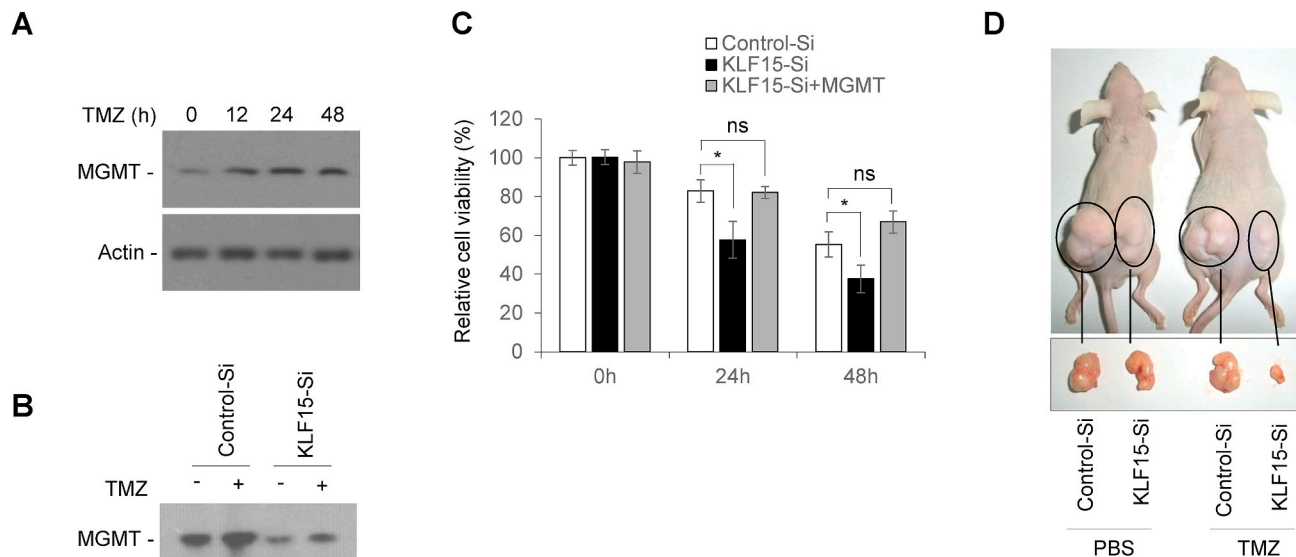 A
TMZ (h) 0 12 24 48
MGMT -
Actin -
B
Control-Si
KLF15-Si
TMZ - + - +
MGMT -
C
Control-Si
KLF15-Si
KLF15-Si+MGMT
Relative cell viability (%)
120
100
80
60
40
20
0
*
ns
*
ns
0h 24h 48h
D
Control-Si
KLF15-Si
Control-Si
KLF15-Si
PBS TMZ